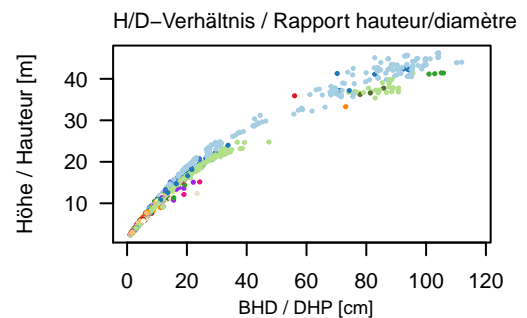 H/D−Verhältnis / Rapport hauteur/diamètre
Höhe / Hauteur [m]
40
30
20
10
0 20 40 60 80 100 120
BHD / DHP [cm]